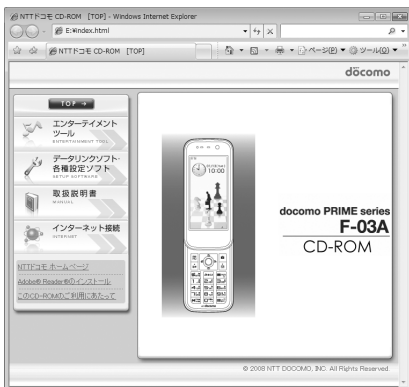 NTTドコモ CD-ROM [TOP] - Windows Internet Explorer
E:¥index.html
NTTドコモ CD-ROM [TOP]
ページ(P)
ツール(O)
döcomo
TOP
エンターテイメント
ツール
ENTERTAINMENT TOOL
データリンクソフト・
各種設定ソフト
SETUP SOFTWARE
取扱説明書
MANUAL
インターネット接続
INTERNET
NTTドコモ ホームページ
Adobe® Reader®のインストール
このCD-ROMのご利用にあたって
10:00
docomo PRIME series
F-03A
CD-ROM
© 2008 NTT DOCOMO, INC. All Rights Reserved.